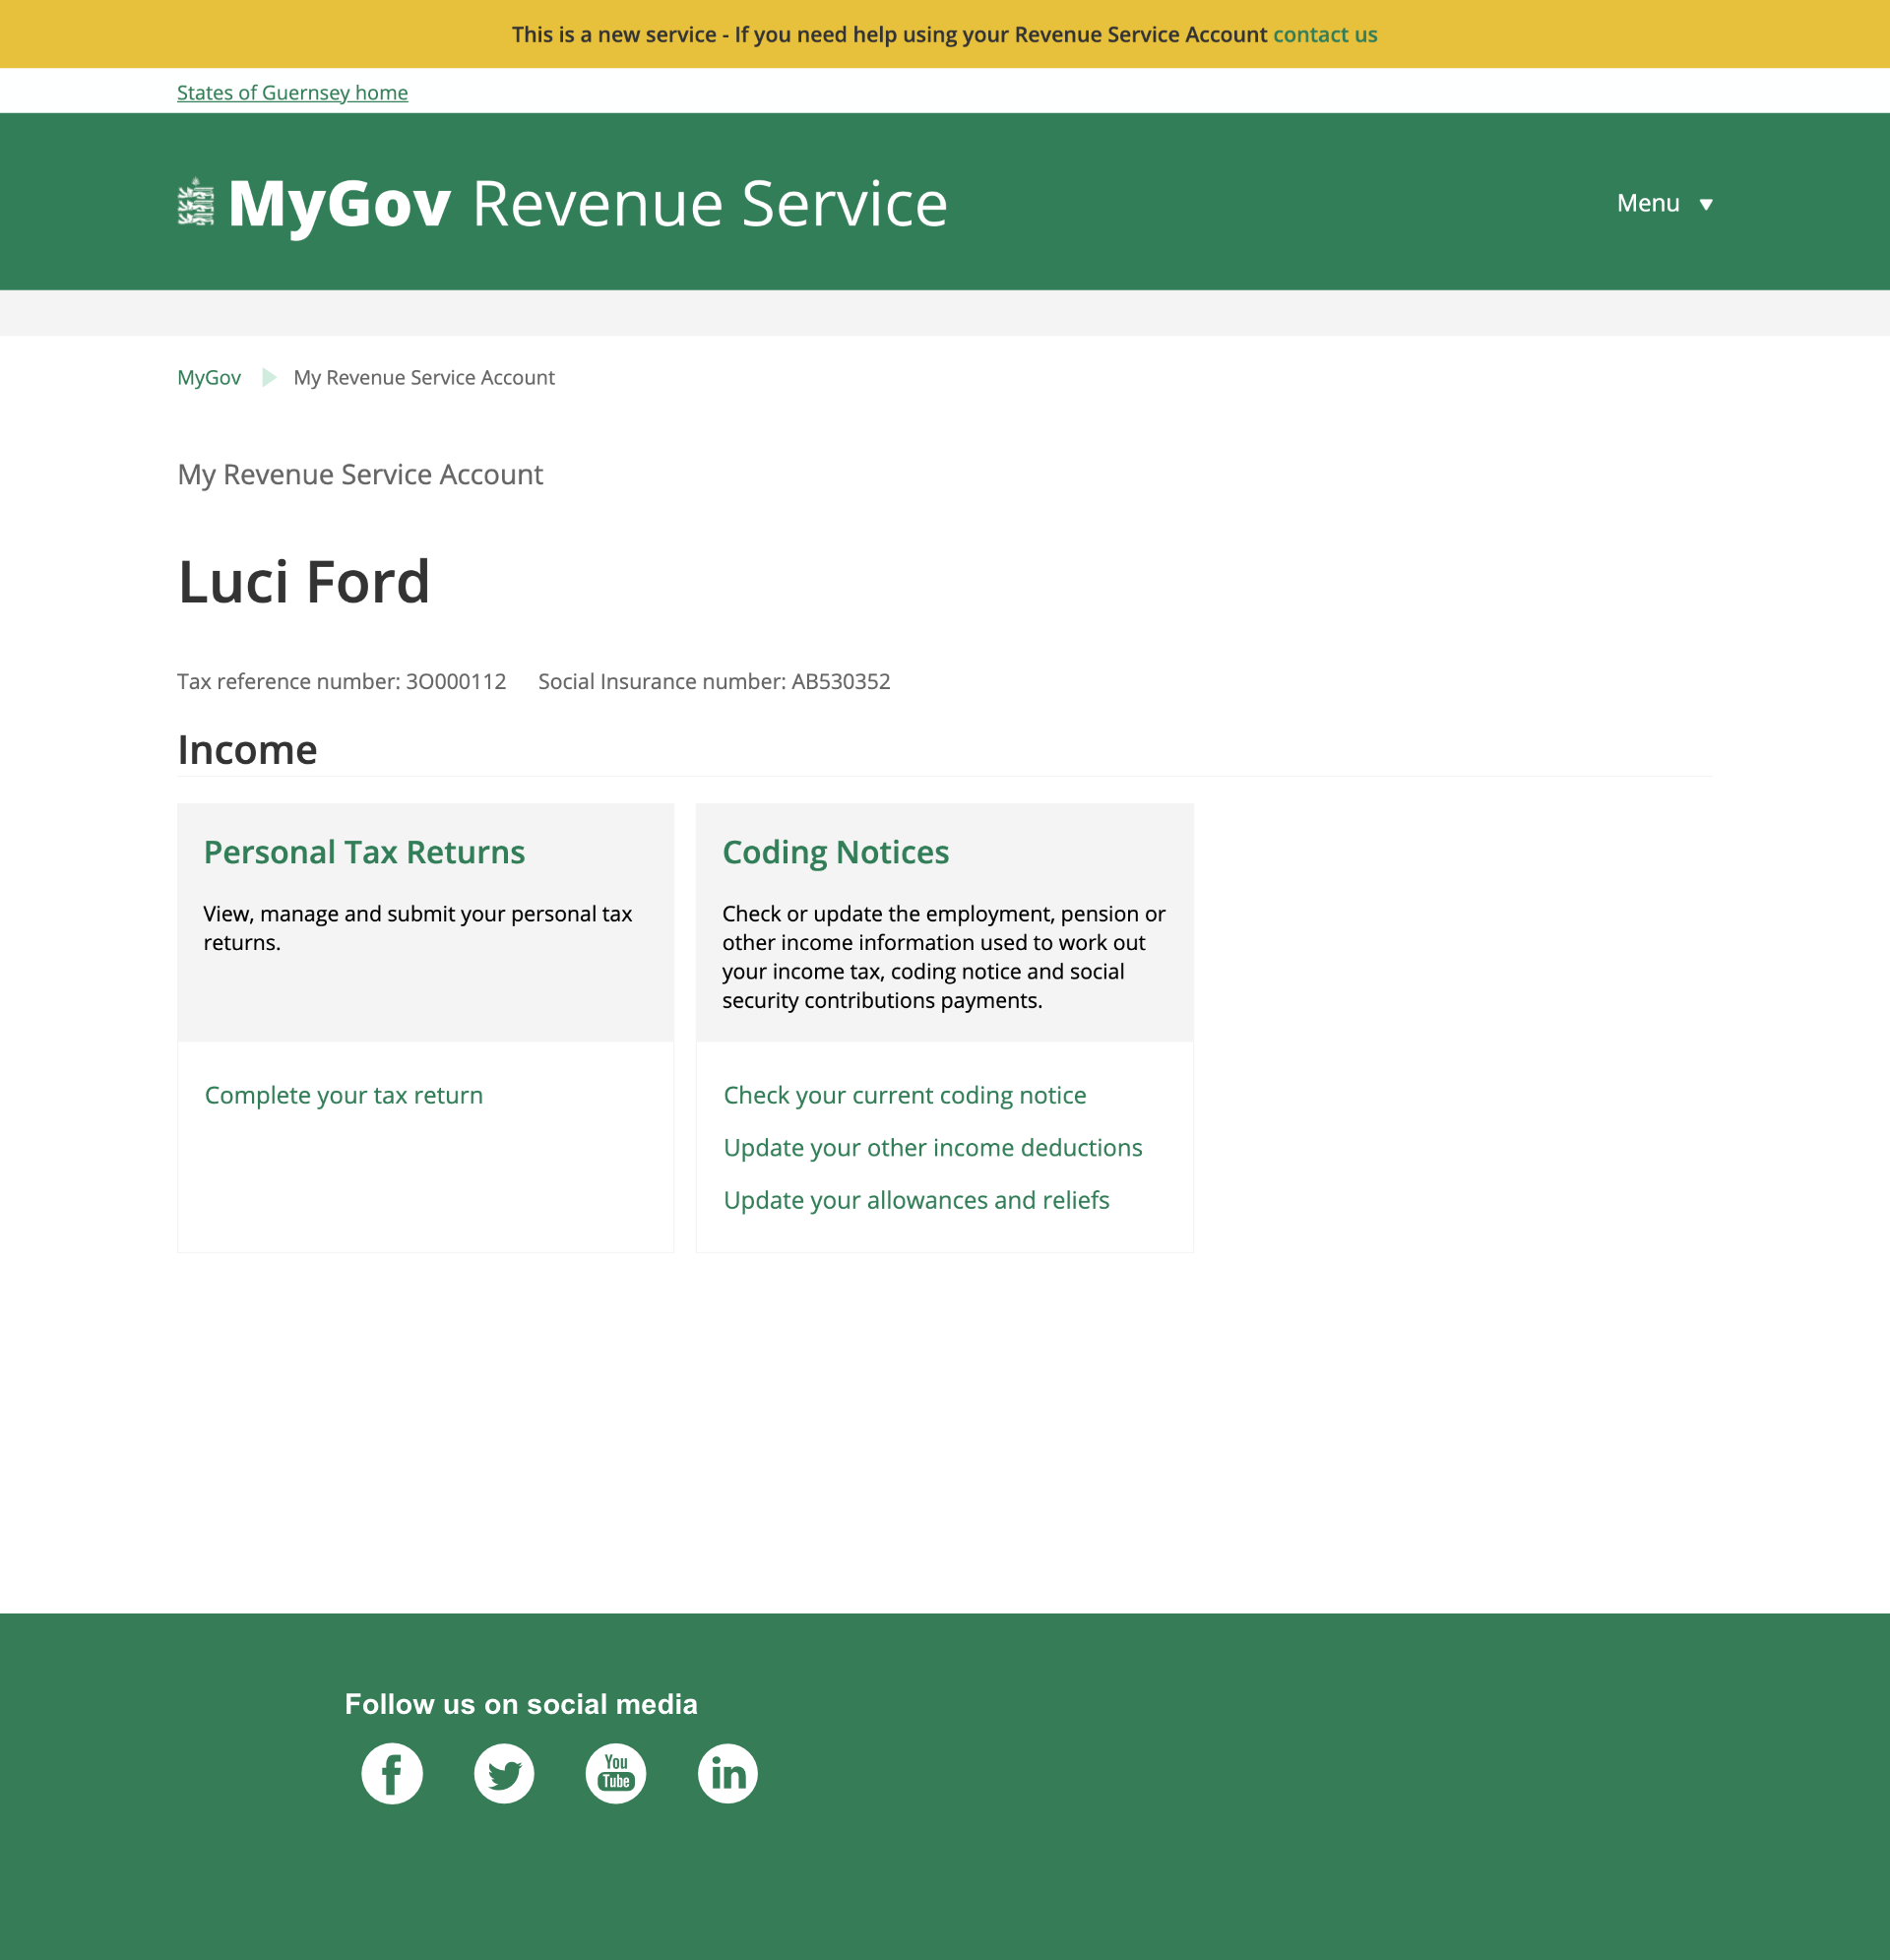 This is a new service - If you need help using your Revenue Service Account contact us
States of Guernsey home
MyGov Revenue Service
Menu
MyGov
My Revenue Service Account
My Revenue Service Account
Luci Ford
Tax reference number: 3O000112
Social Insurance number: AB530352
Income
Personal Tax Returns
View, manage and submit your personal tax
returns.
Complete your tax return
Coding Notices
Check or update the employment, pension or
other income information used to work out
your income tax, coding notice and social
security contributions payments.
Check your current coding notice
Update your other income deductions
Update your allowances and reliefs
Follow us on social media
f
You
Tube
in